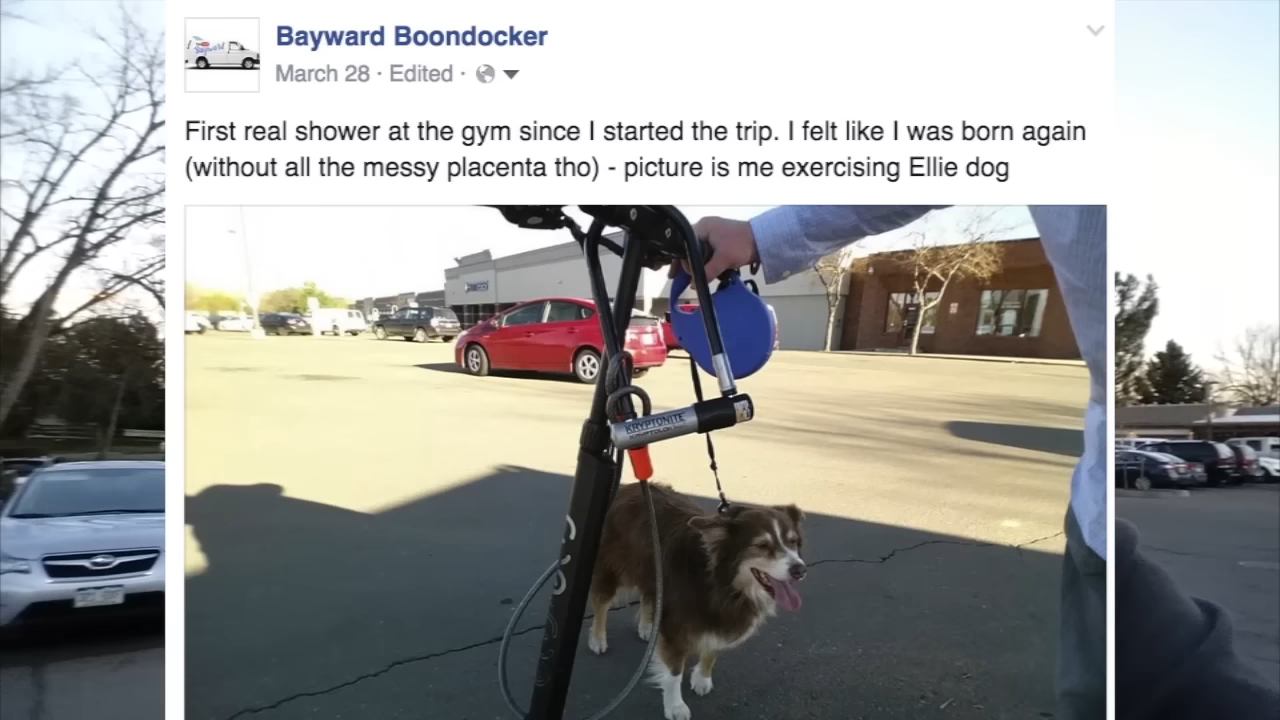 Bayward Boondocker
March 28 · Edited ·
First real shower at the gym since I started the trip. I felt like I was born again
(without all the messy placenta tho) - picture is me exercising Ellie dog
KRYPTONITE